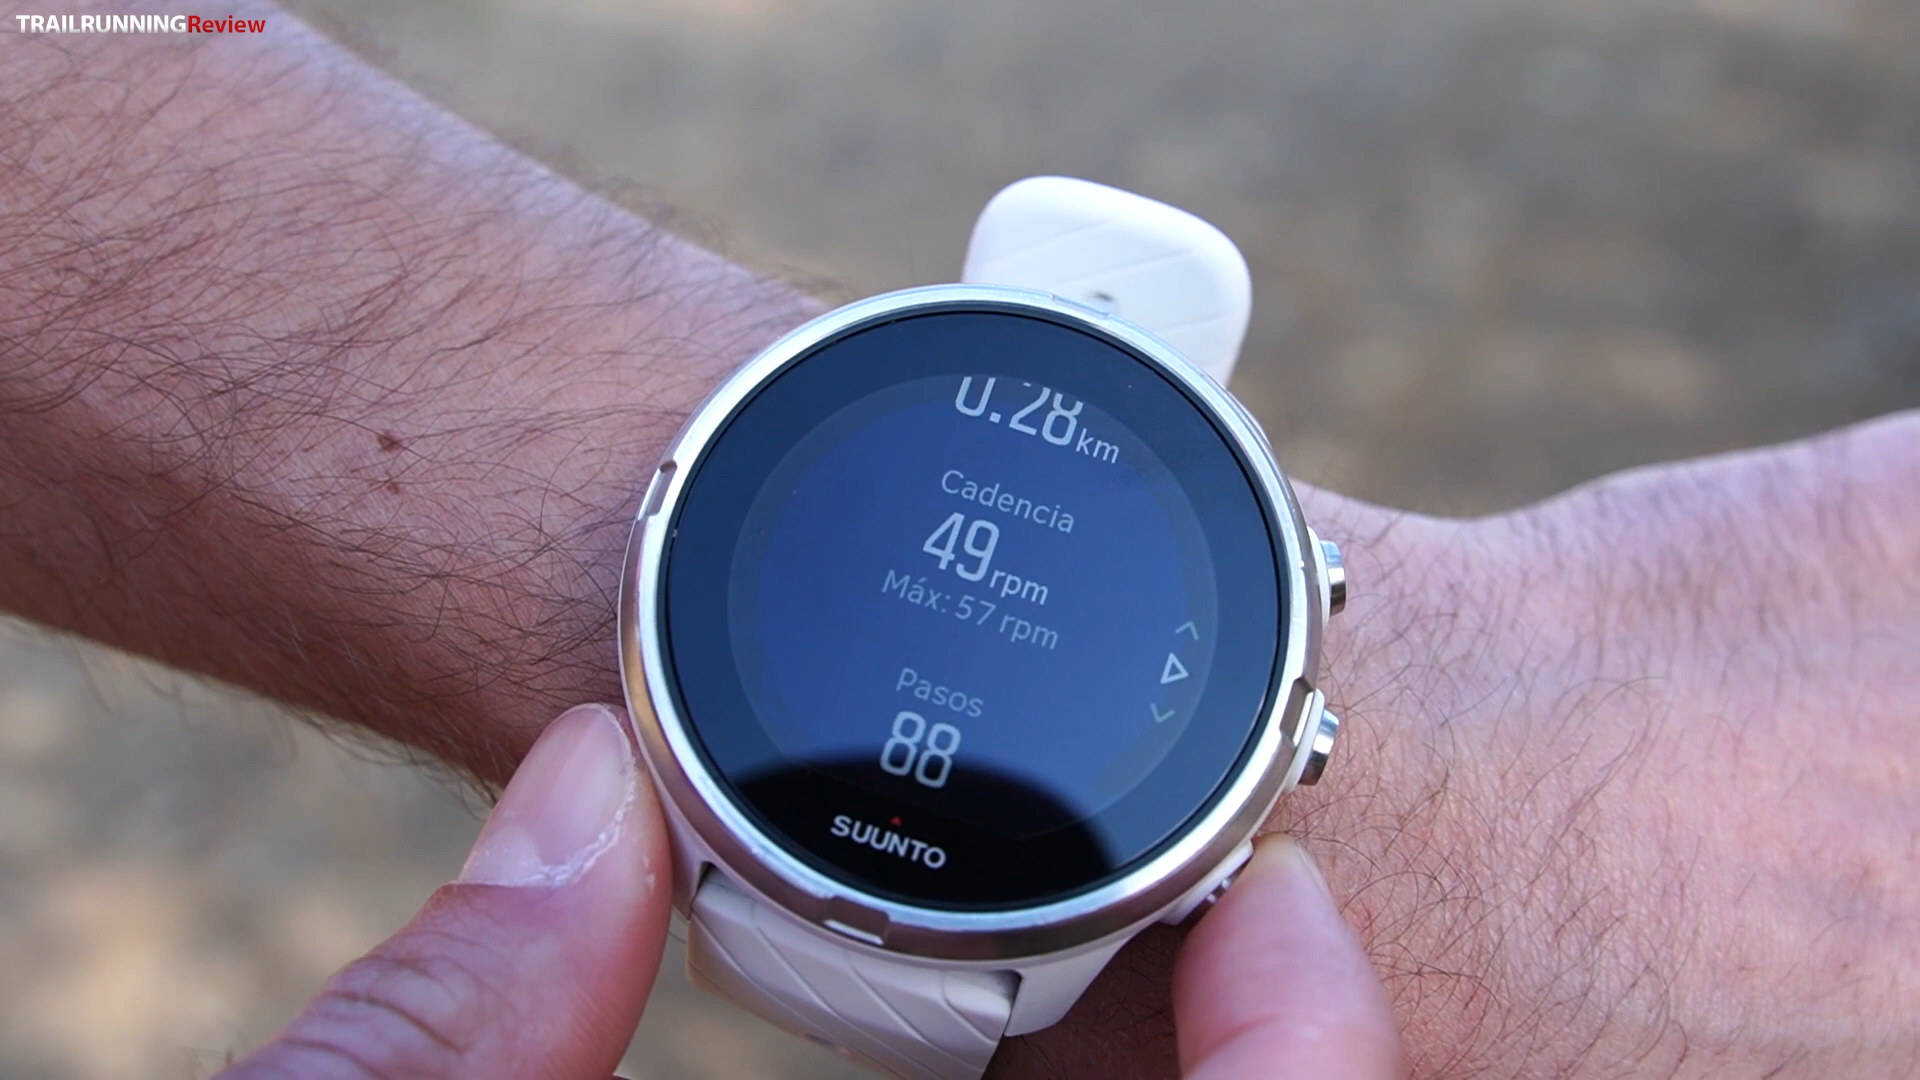 TRAILRUNNINGReview
0.28km
Cadencia
49rpm
Máx: 57 rpm
Pasos
88
SUUNTO